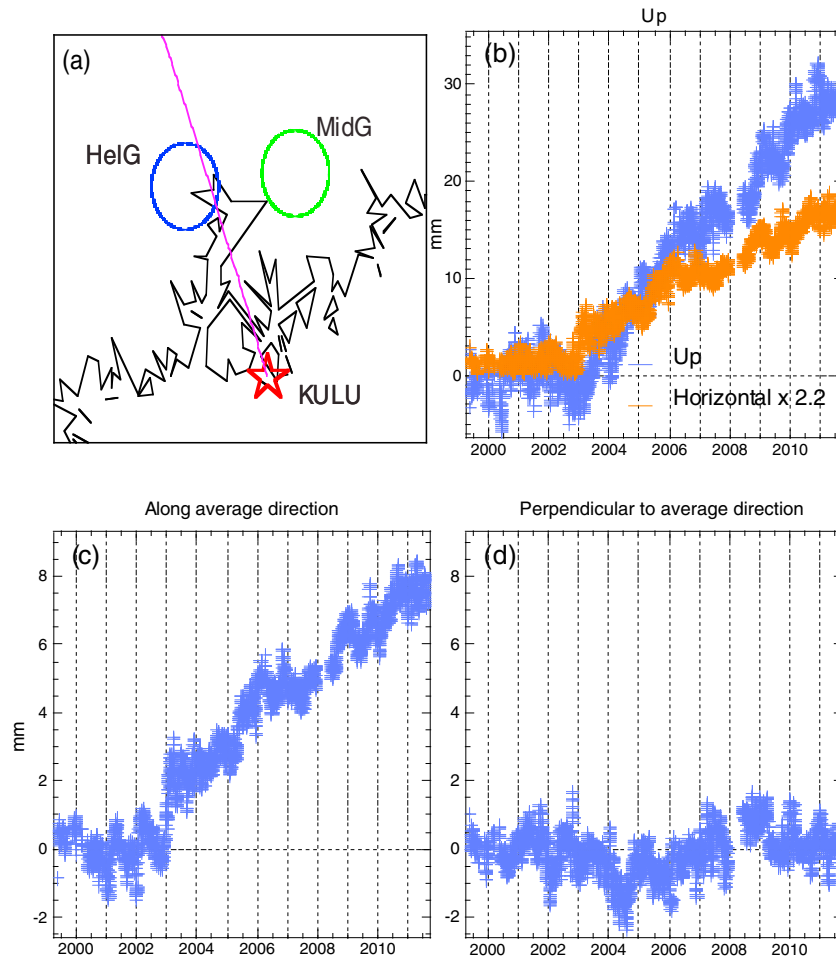 Up
(a)
MidG
HelG
KULU
(b)
30
20
10
0
mm
Up
Horizontal x 2.2
2000 2002 2004 2006 2008 2010
Along average direction
(c)
8
6
4
2
0
-2
mm
2000 2002 2004 2006 2008 2010
Perpendicular to average direction
(d)
8
6
4
2
0
-2
2000 2002 2004 2006 2008 2010